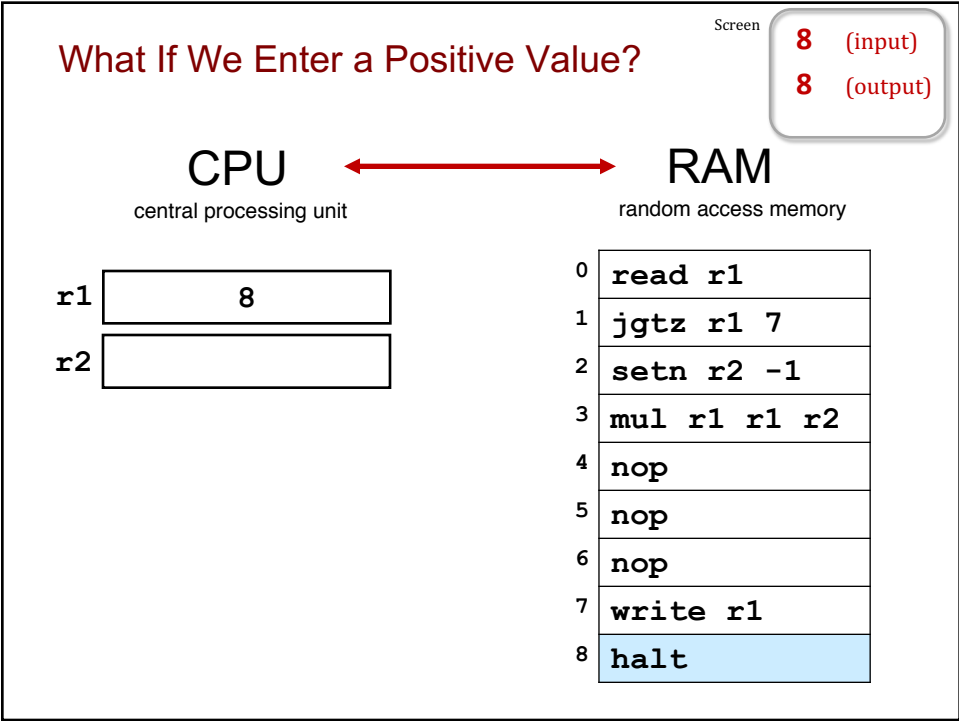 What If We Enter a Positive Value?
Screen
8 (input)
8 (output)
CPU
central processing unit
RAM
random access memory
r1 8
r2
0 read r1
1 jgtz r1 7
2 setn r2 -1
3 mul r1 r1 r2
4 nop
5 nop
6 nop
7 write r1
8 halt